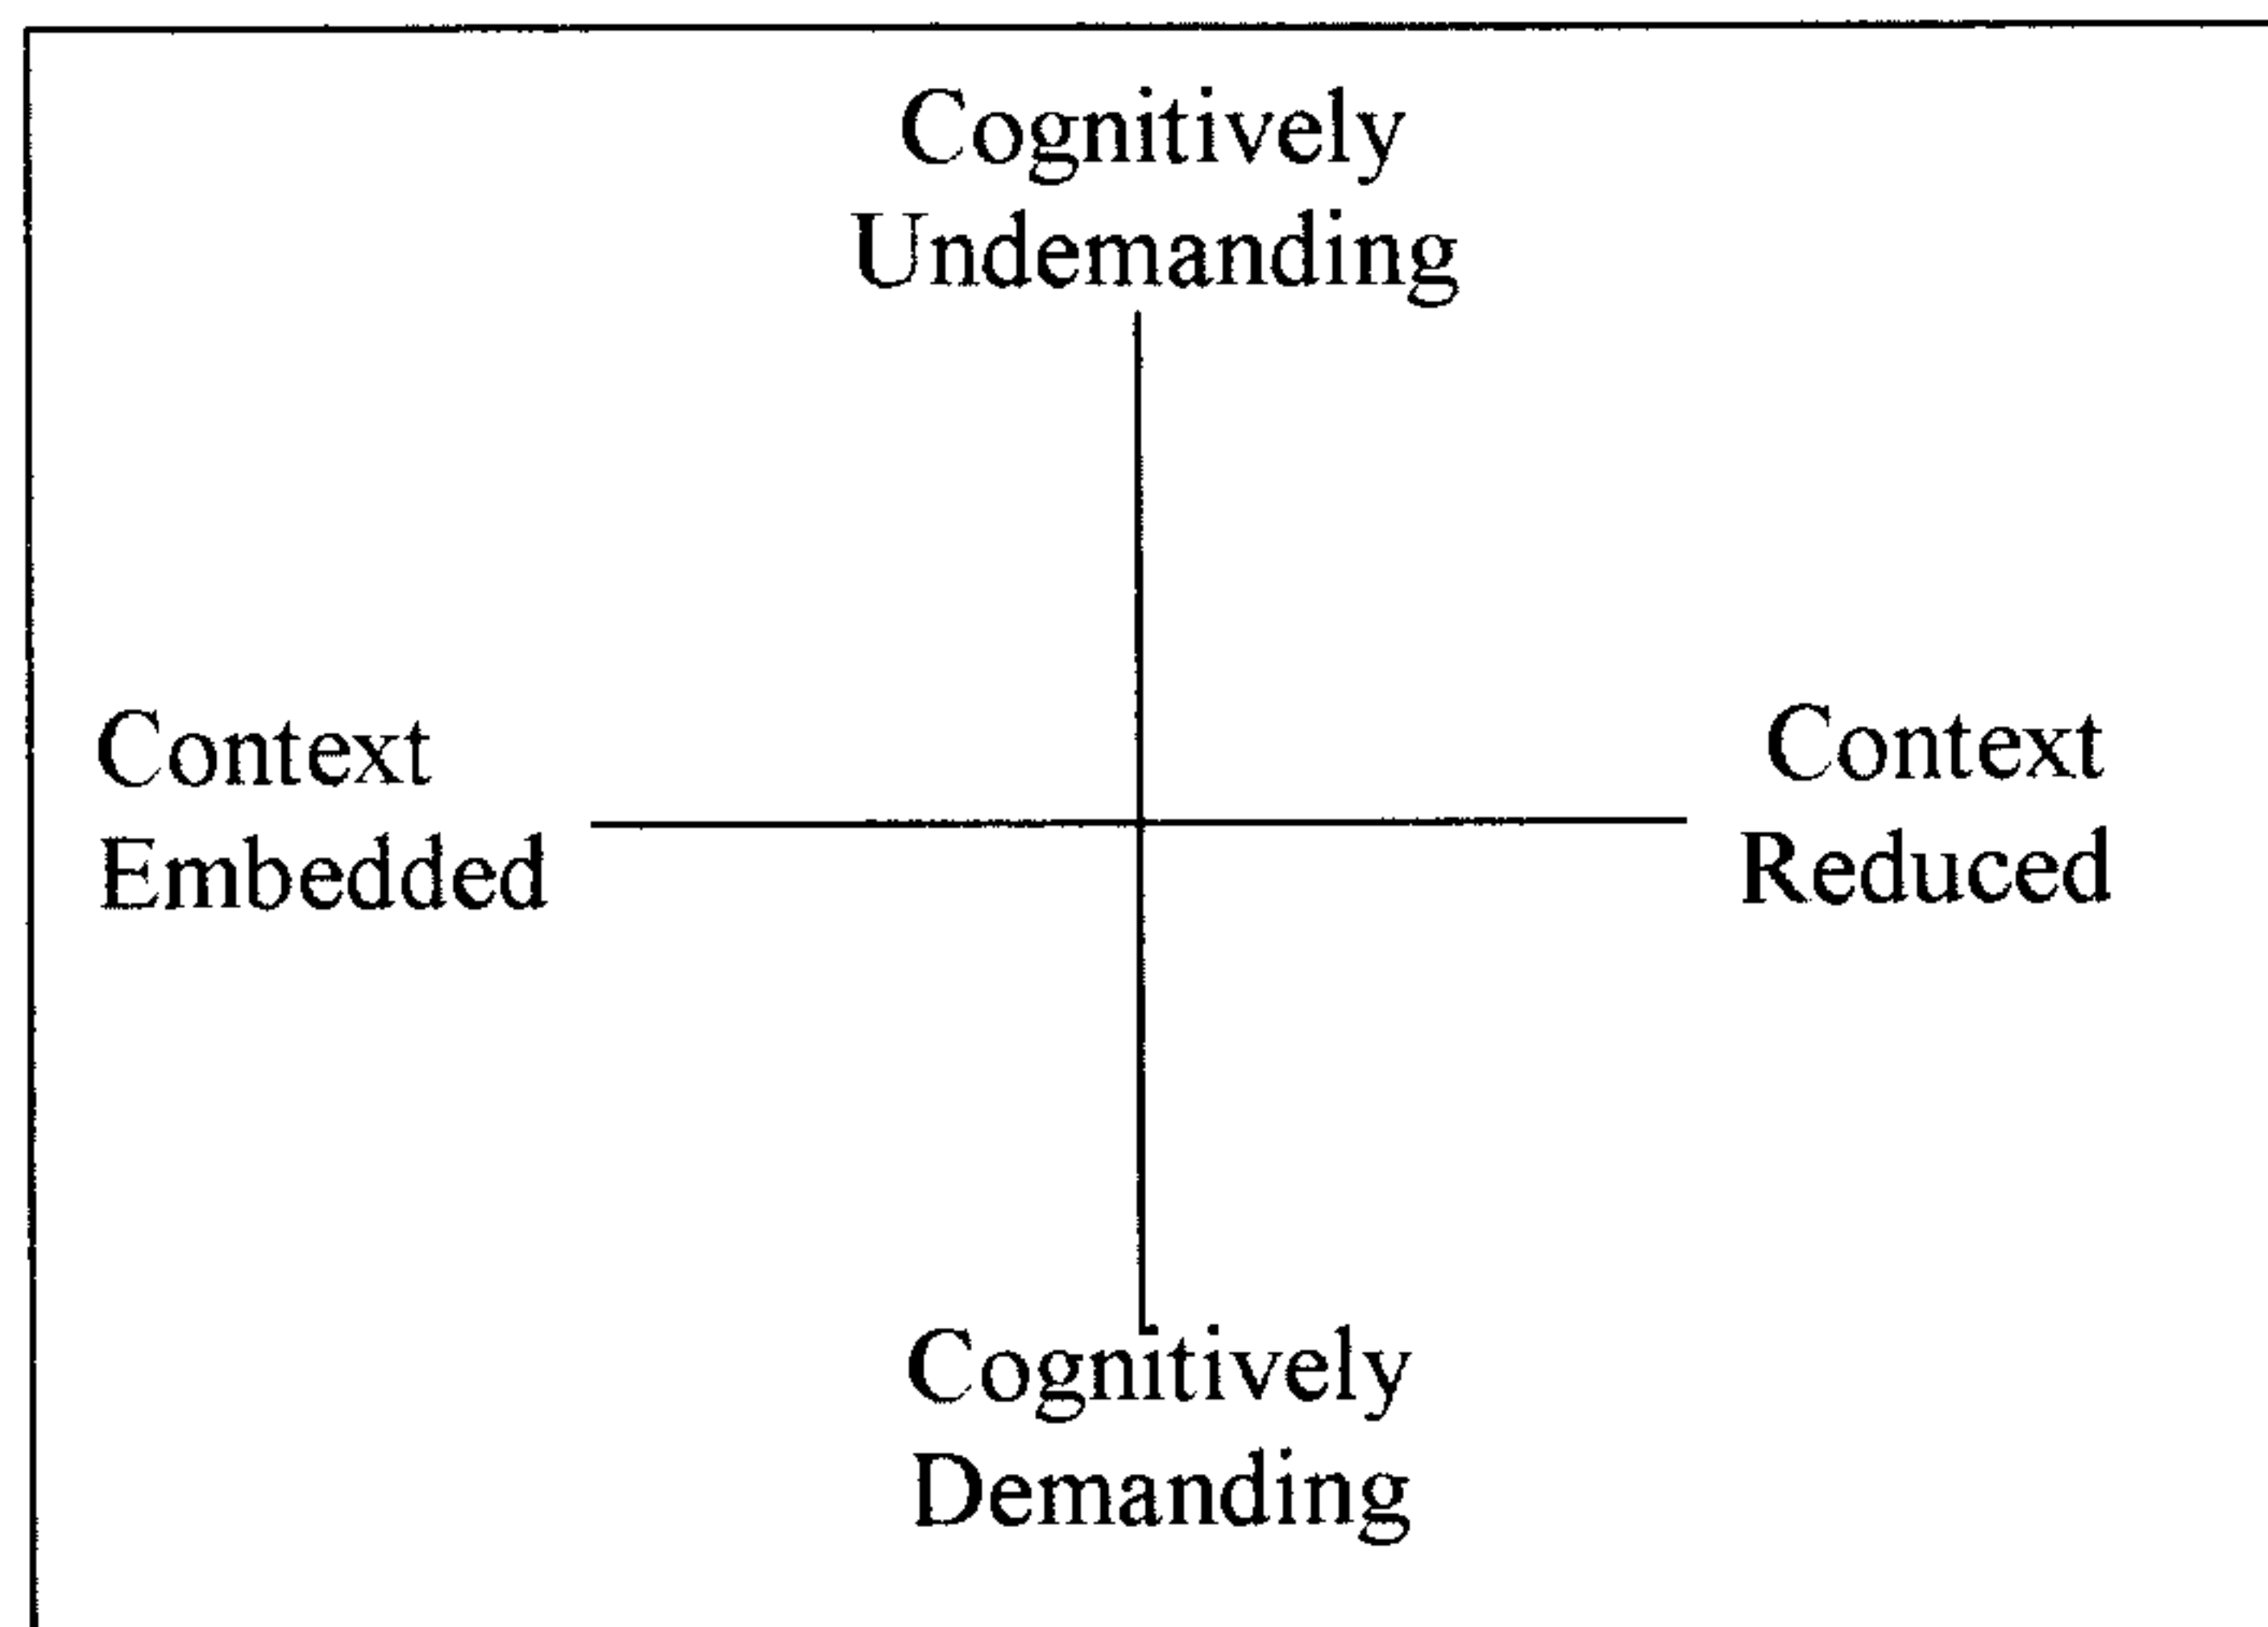 Cognitively
Undemanding
Context
Embedded
Context
Reduced
Cognitively
Demanding